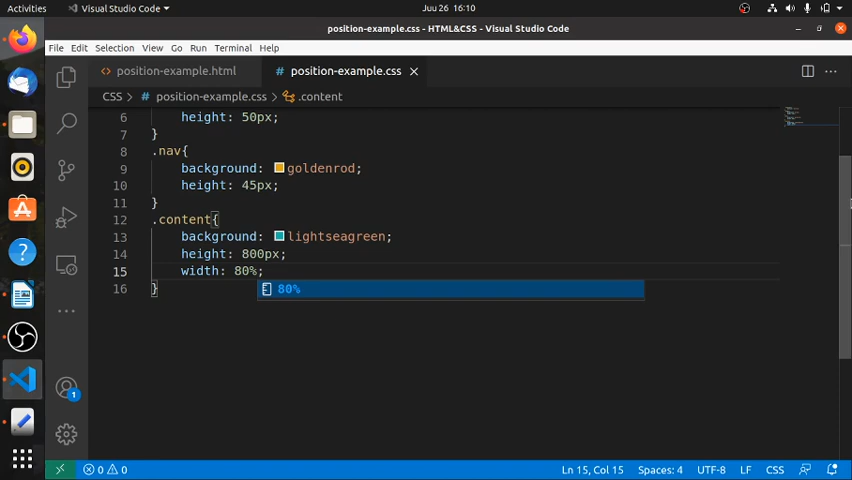 Activities Visual Studio Code Juu 26 16:10
position-example.css - HTML&CSS - Visual Studio Code
File Edit Selection View Go Run Terminal Help
position-example.html # position-example.css
CSS > # position-example.css > .content
6 height: 50px;
7 }
8 .nav{
9 background: goldenrod;
10 height: 45px;
11 }
12 .content{
13 background: lightseagreen;
14 height: 800px;
15 width: 80%;
16 }
80%
1
0 0 Ln 15, Col 15 Spaces: 4 UTF-8 LF CSS